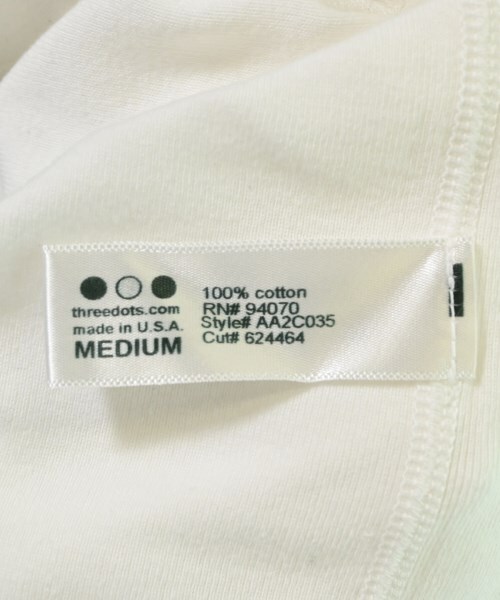 threedots.com
made in U.S.A.
MEDIUM
100% cotton
RN# 94070
Style# AA2C035
Cut# 624464